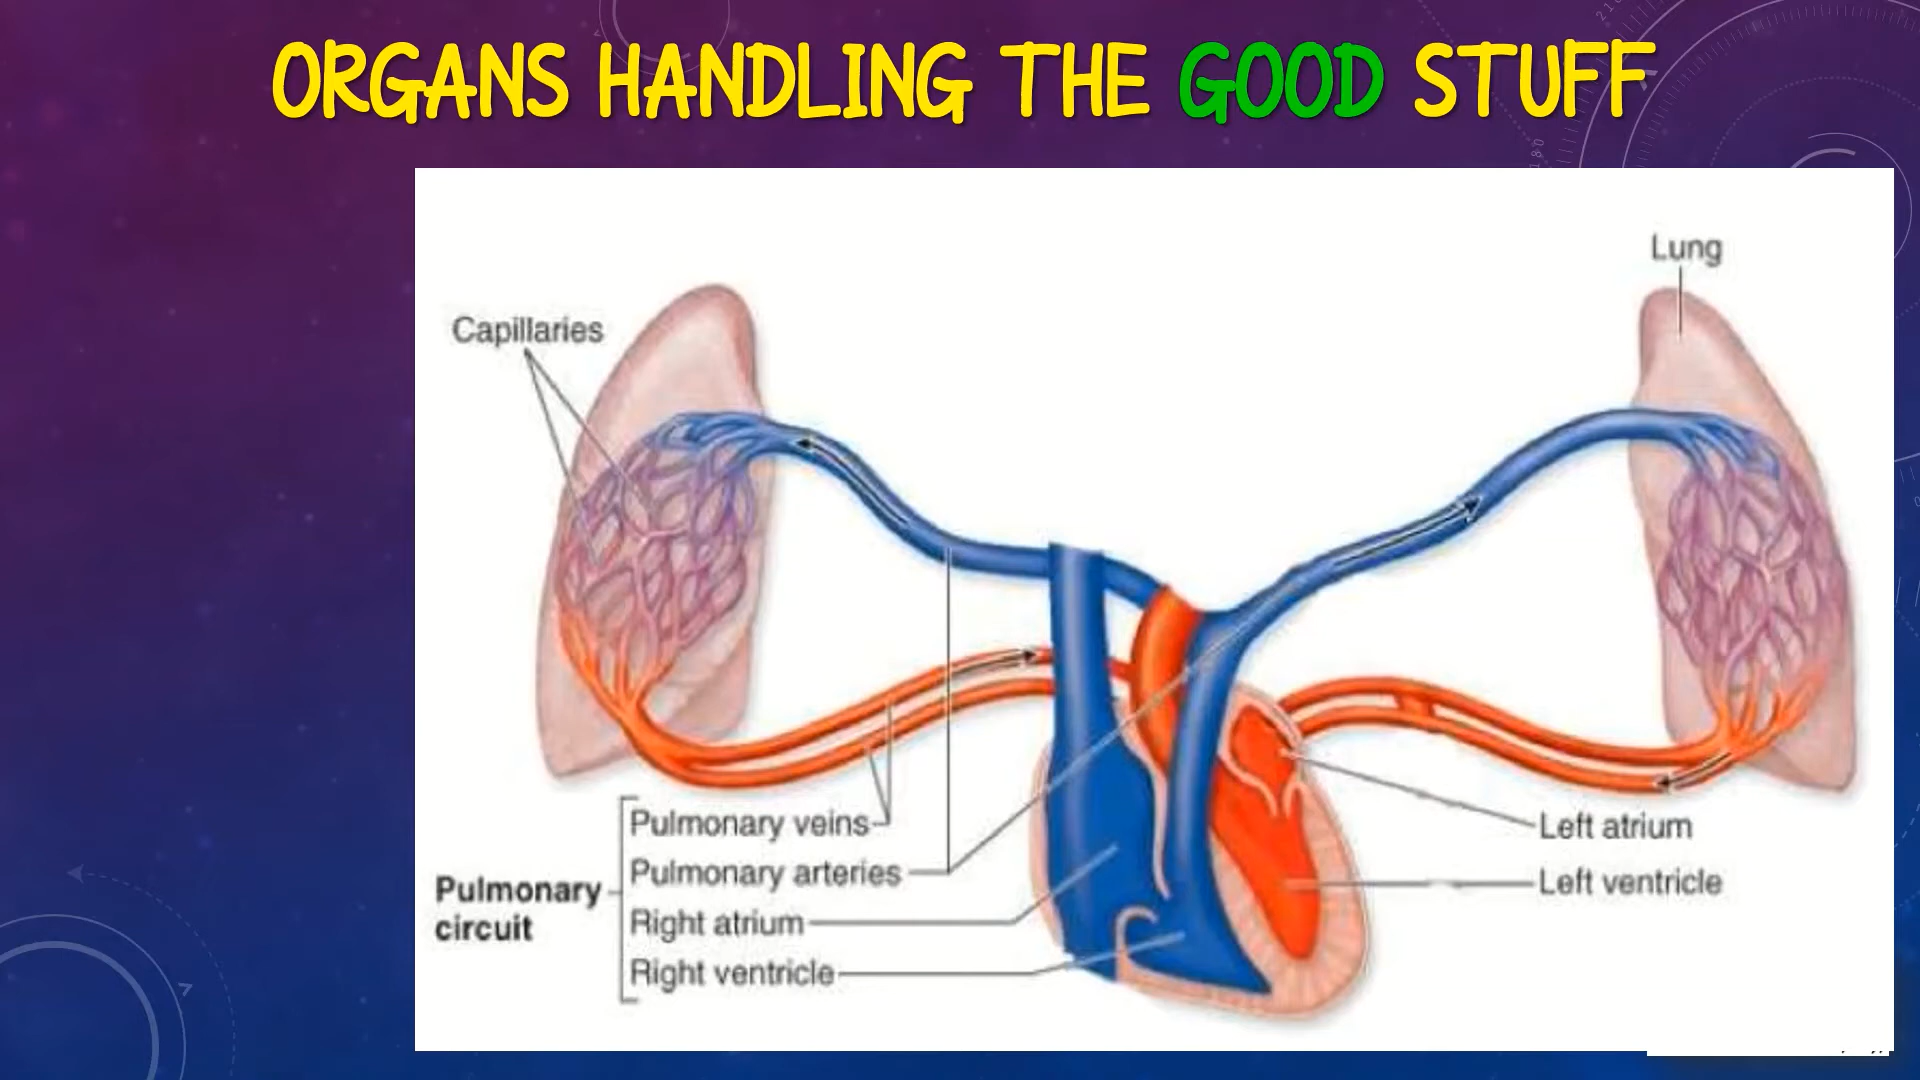 ORGANS HANDLING THE GOOD STUFF
Lung
Capillaries
Pulmonary veins
Pulmonary arteries
Right atrium
Right ventricle
Pulmonary
circuit
Left atrium
Left ventricle
180